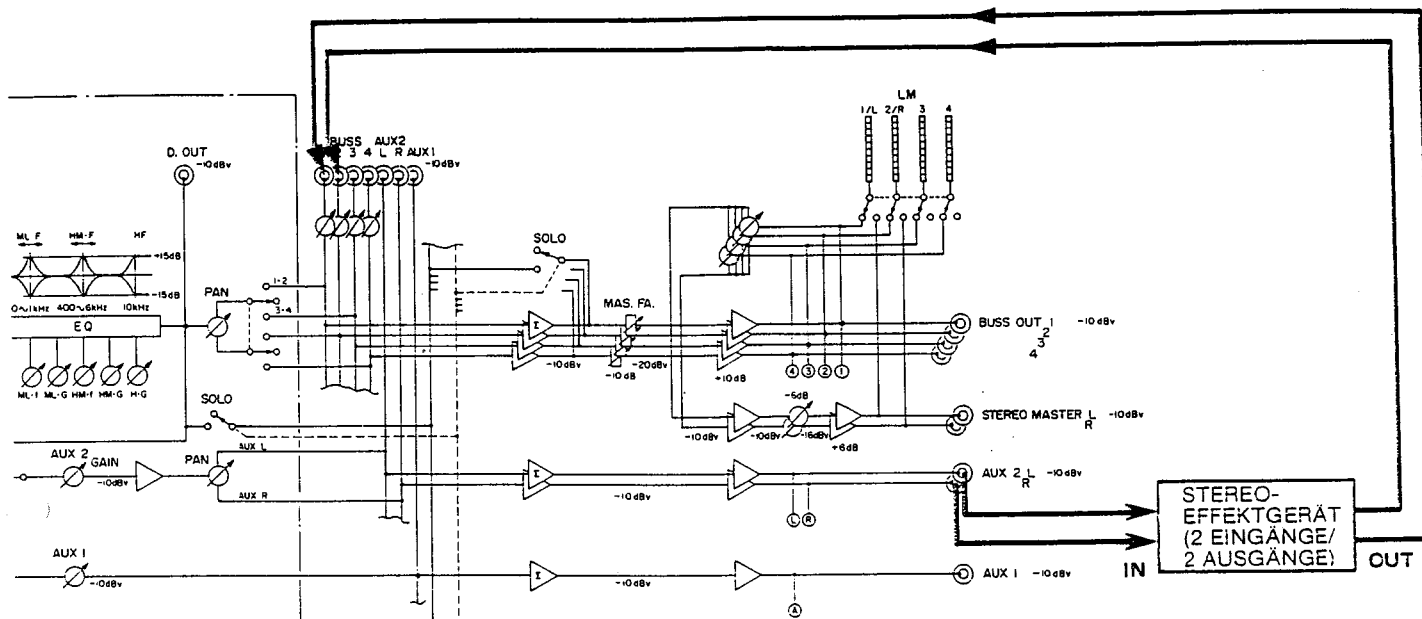 LM
1/L 2/R 3 4
BUSS AUX2
3 4 L R AUX1 -10dBv
D. OUT
-10dBv
ML-F HM-F HF
+15dB
-15dB
0~1kHz 400~6kHz 10kHz
EQ
ML-F ML-G HM-F HM-G H-G
PAN
1-2
3-4
SOLO
MAS. FA.
-10dBv
-10dB
-20dBv
+10dB
4 3 2 1
BUSS OUT 1 -10dBv
2
3
4
SOLO
-6dB
-10dBv
-10dBv
-16dBv
+6dB
STEREO MASTER L -10dBv
R
AUX 2
GAIN
-10dBv
PAN
AUX L
AUX R
Σ
-10dBv
L R
AUX 2 L -10dBv
R
STEREO-
EFFEKTGERÄT
(2 EINGÄNGE/
2 AUSGÄNGE)
IN
OUT
AUX 1
-10dBv
Σ
-10dBv
A
AUX 1 -10dBv
Σ